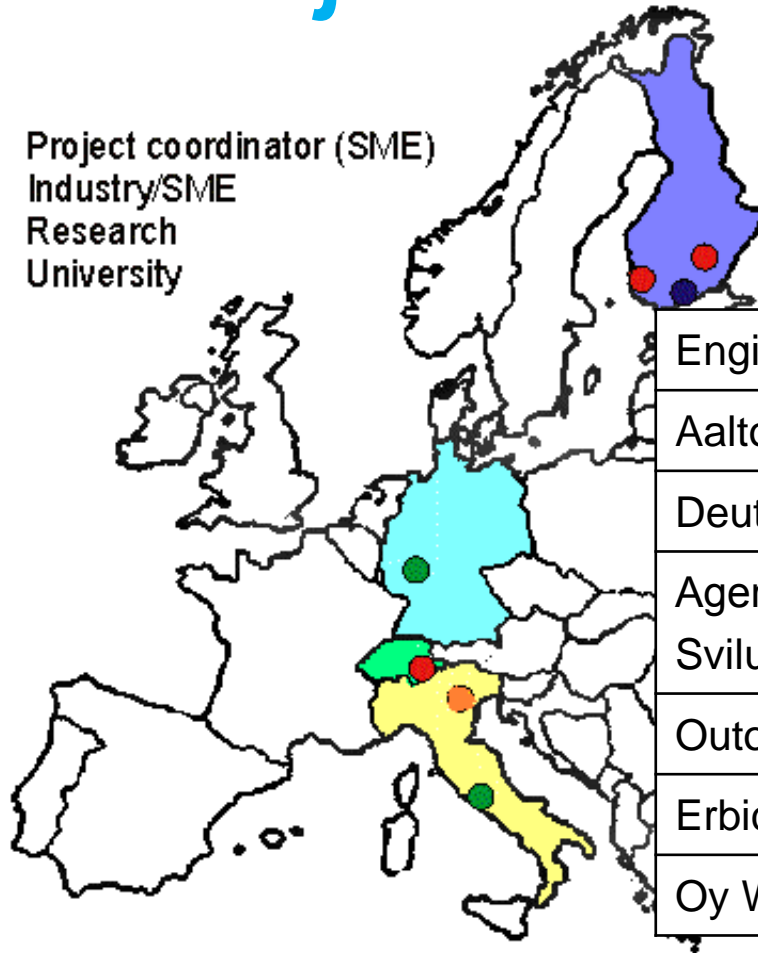 Project coordinator (SME)
Industry/SME
Research
University
Engi
Aalto
Deut
Agen
Svilu
Outo
Erbic
Oy W